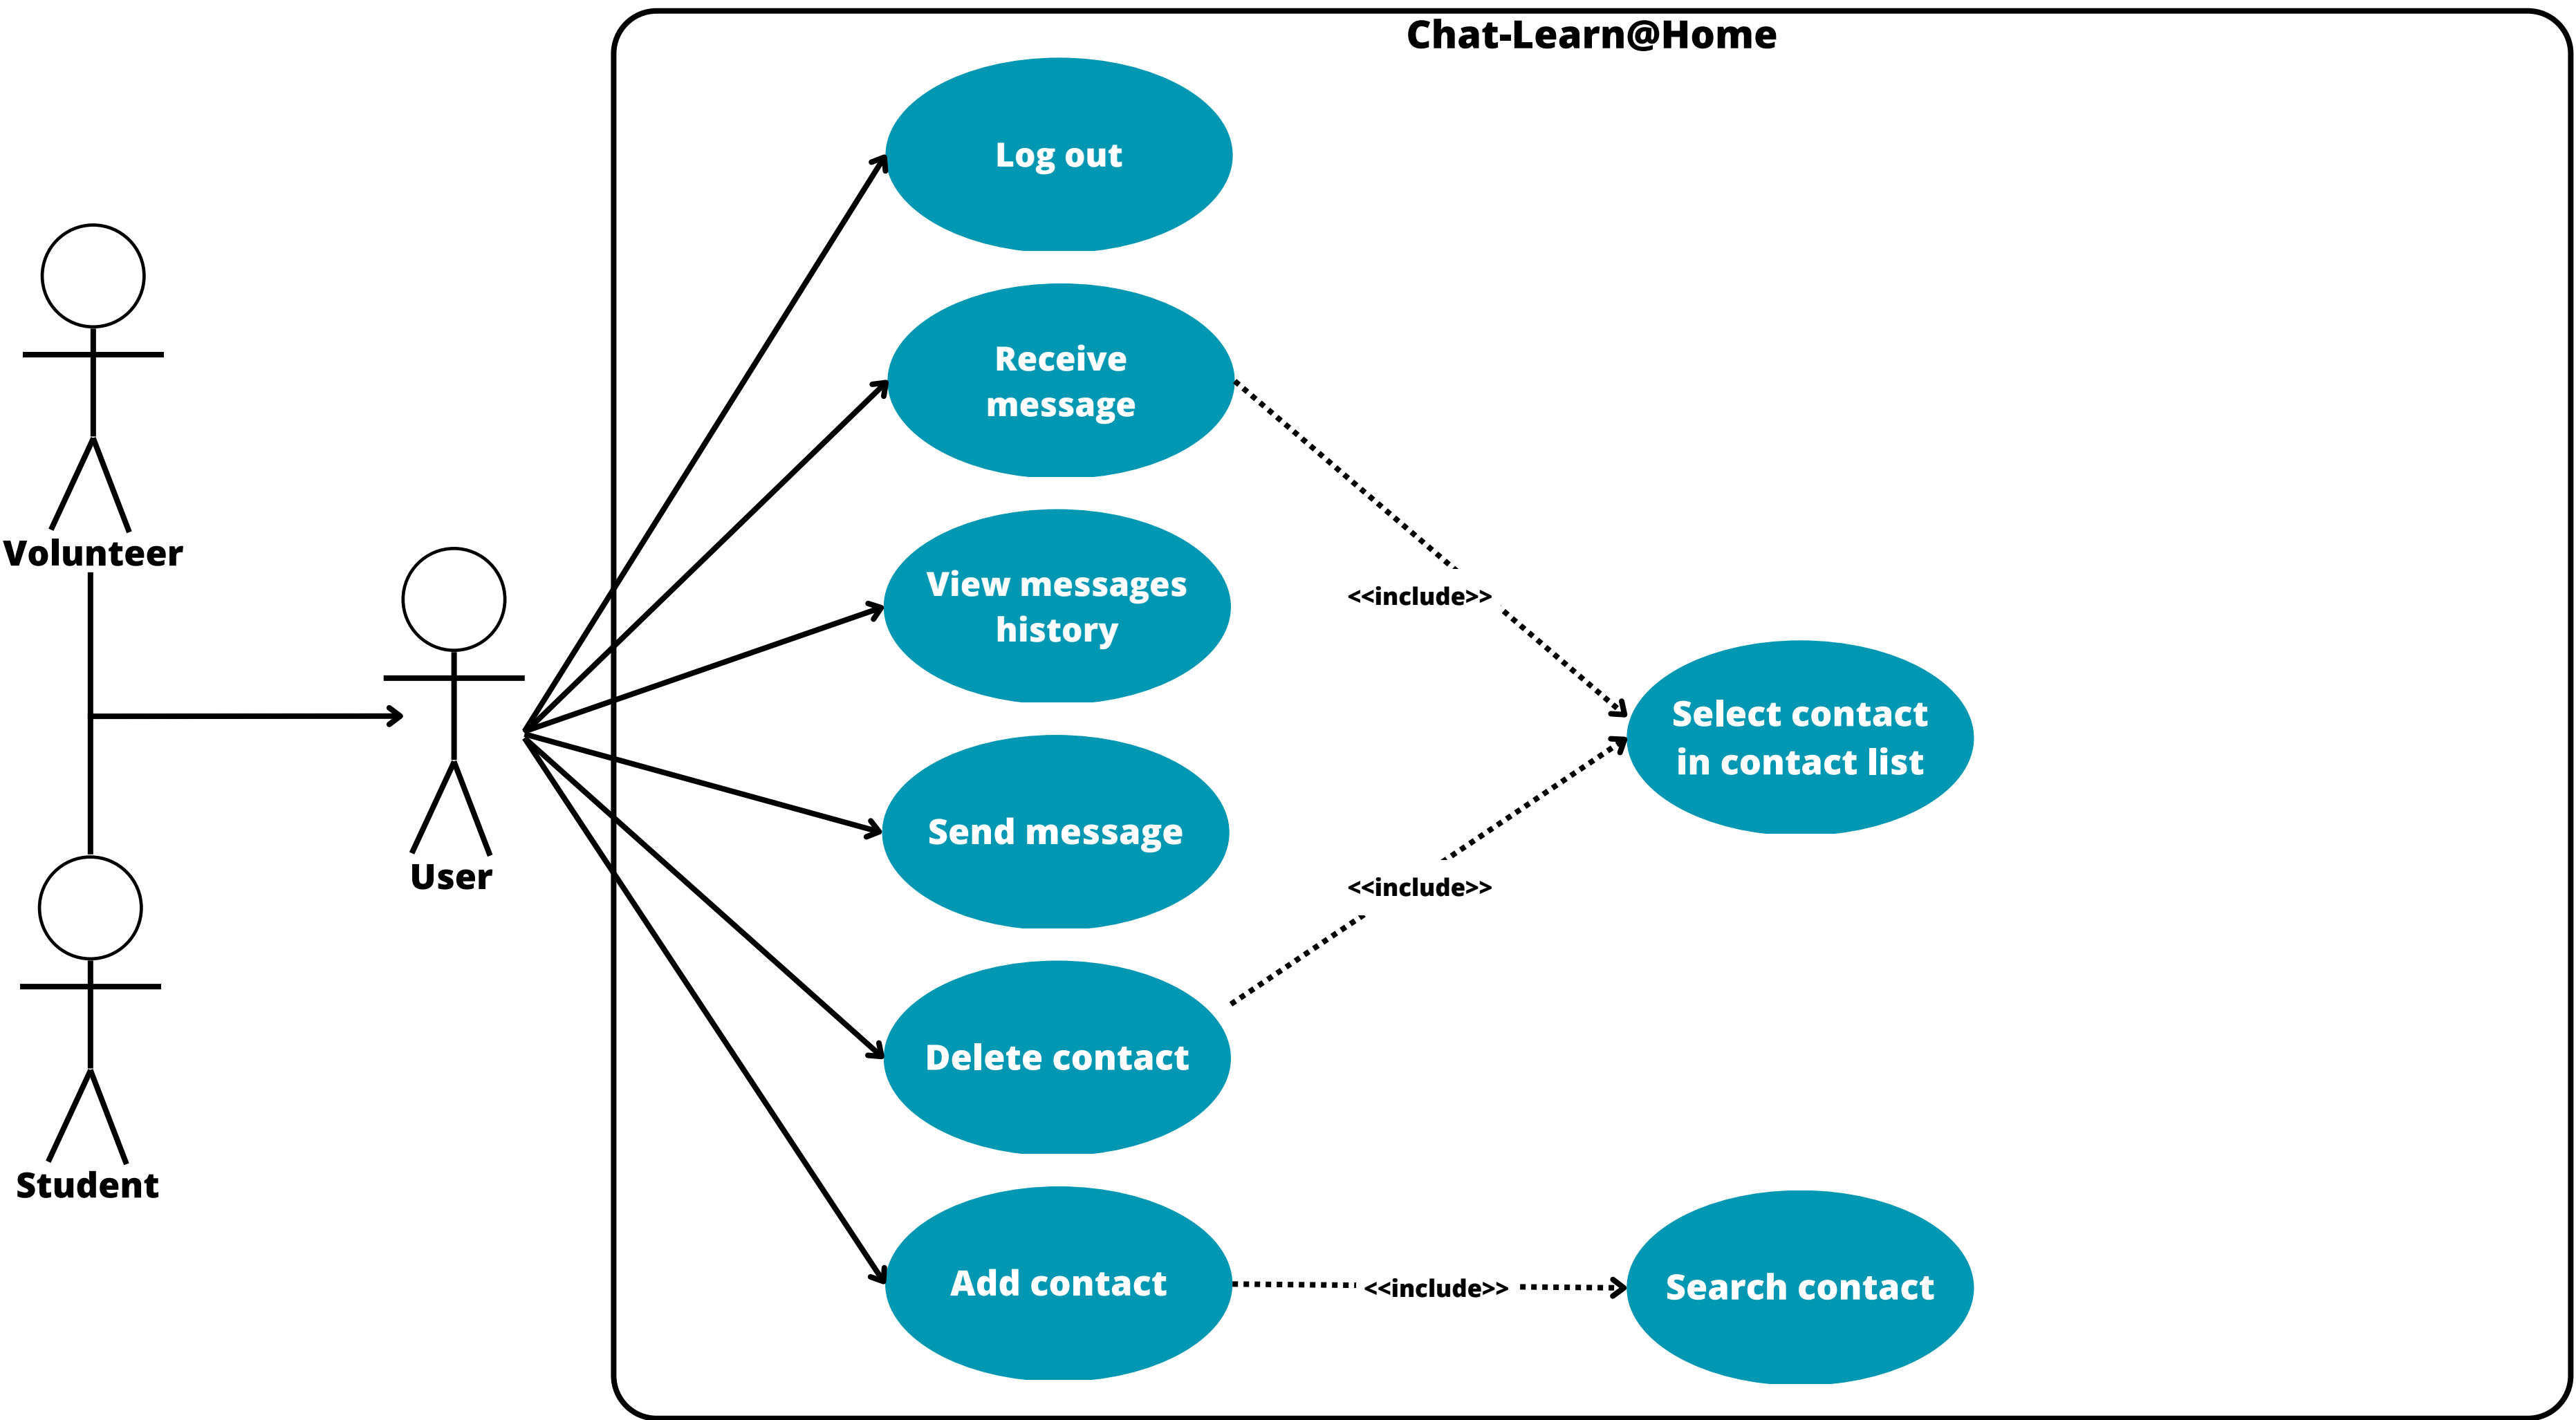 Chat-Learn@Home
Log out
Receive
message
View messages
history
Send message
Delete contact
Add contact
<<include>>
<<include>>
<<include>>
Select contact
in contact list
Search contact
Volunteer
User
Student